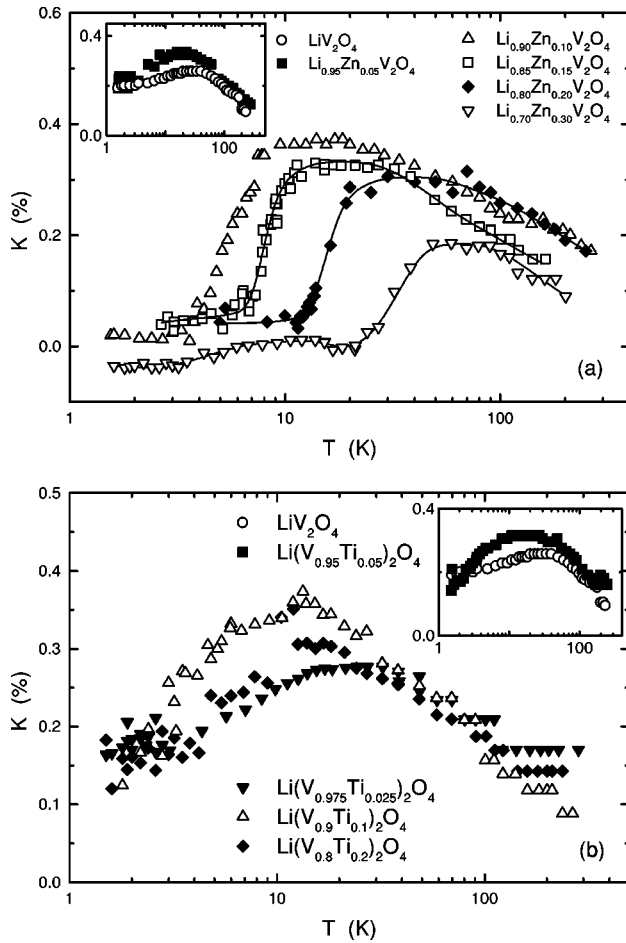 0.4
0.0
1
100
LiV2O4
Li0.95Zn0.05V2O4
Li0.90Zn0.10V2O4
Li0.85Zn0.15V2O4
Li0.80Zn0.20V2O4
Li0.70Zn0.30V2O4
0.8
0.6
0.4
0.2
0.0
K (%)
(a)
1
10
100
T (K)
LiV2O4
Li(V0.95Ti0.05)2O4
0.4
0.0
1
100
0.5
0.4
0.3
0.2
0.1
0.0
K (%)
Li(V0.975Ti0.025)2O4
Li(V0.9Ti0.1)2O4
Li(V0.8Ti0.2)2O4
(b)
1
10
100
T (K)